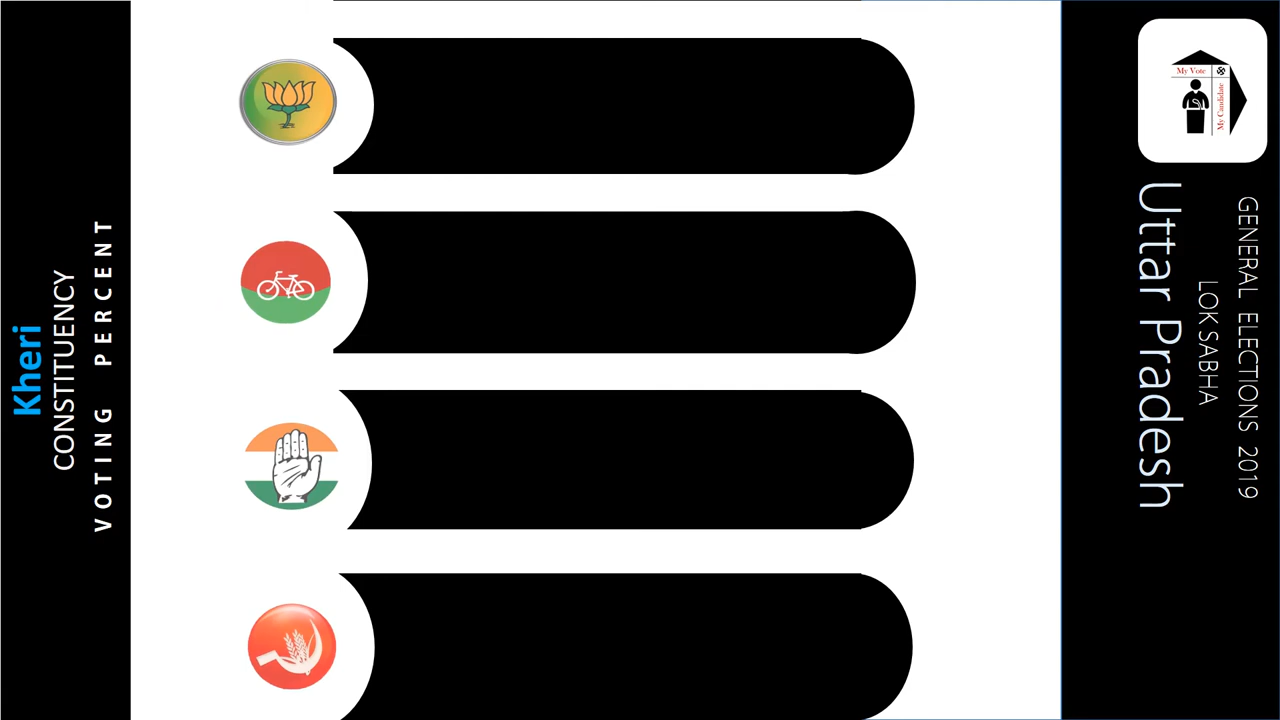 Kheri
CONSTITUENCY
VOTING PERCENT
My Vote
My Candidate
GENERAL ELECTIONS 2019
LOK SABHA
Uttar Pradesh